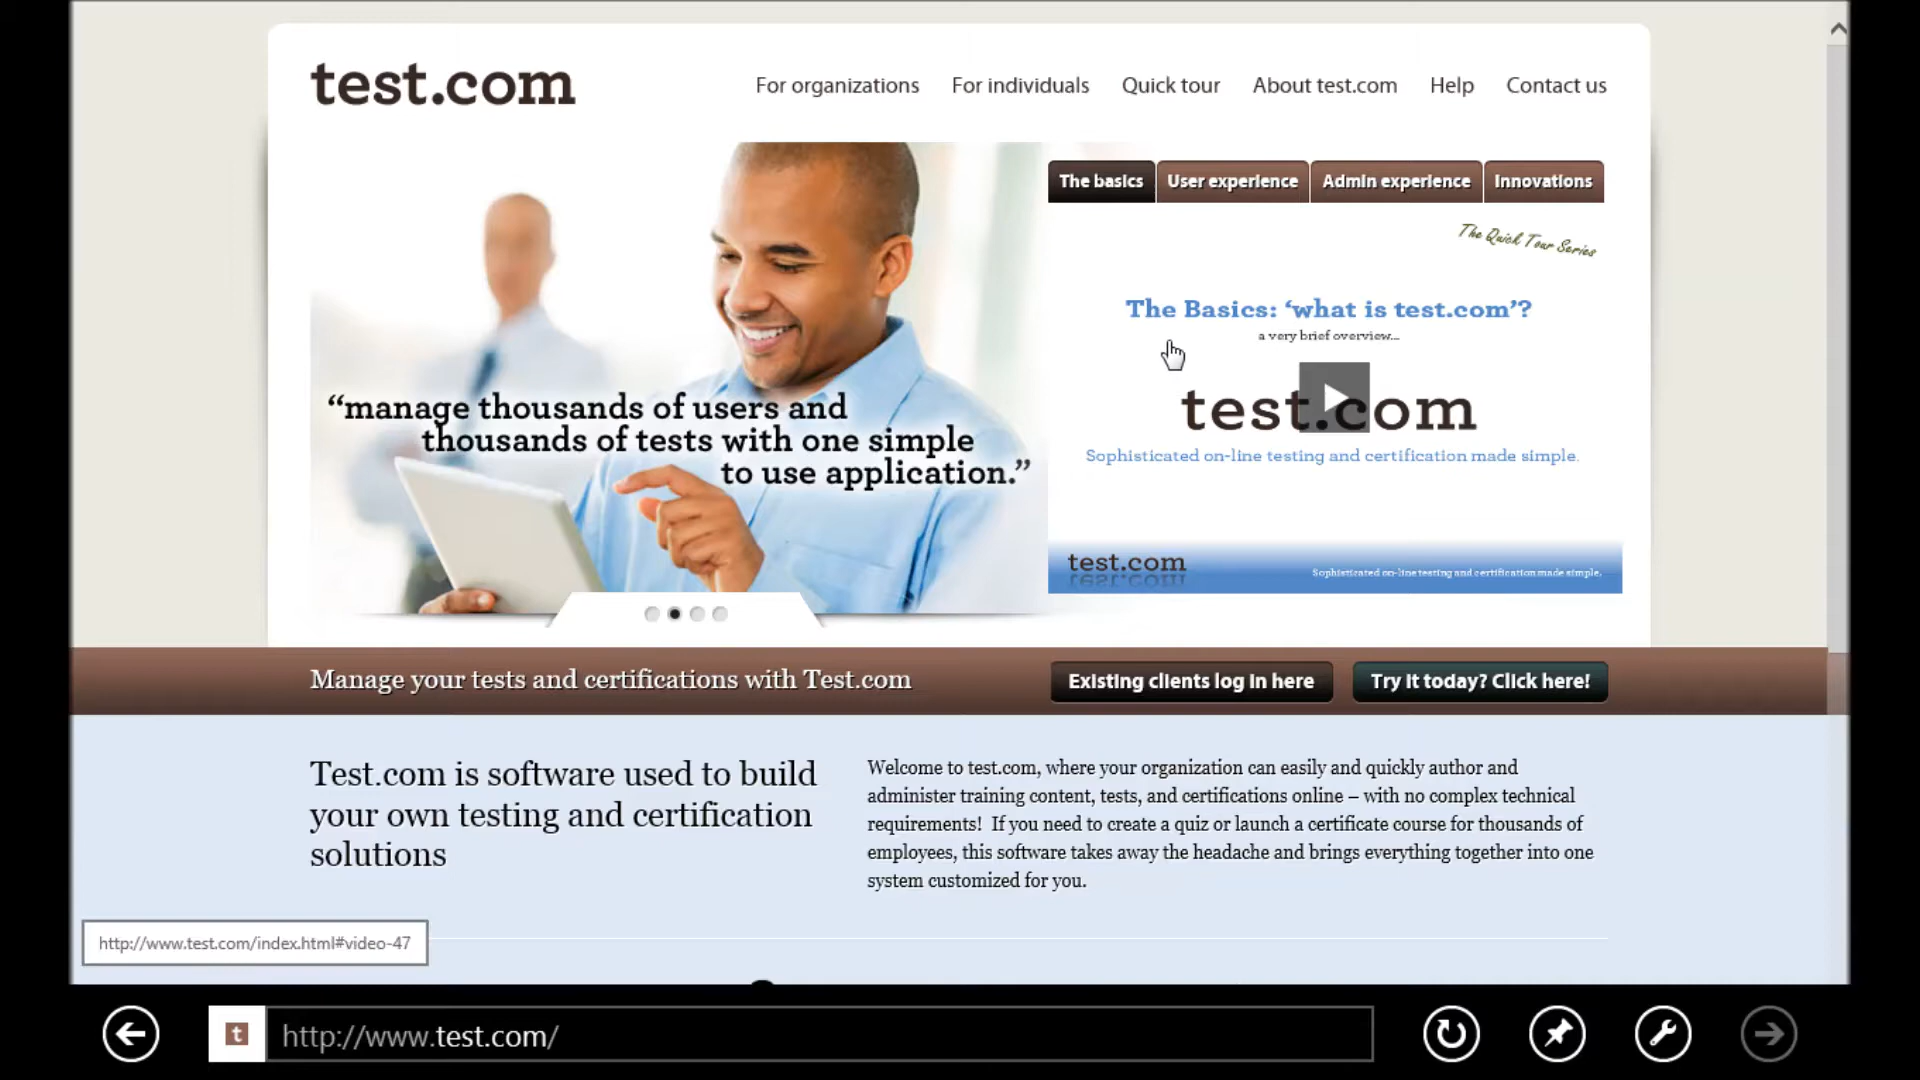 test.com
For organizations
For individuals
Quick tour
About test.com
Help
Contact us
The basics
User experience
Admin experience
Innovations
The Quick Tour Series
The Basics: ‘what is test.com’?
a very brief overview...
test.com
Sophisticated on-line testing and certification made simple.
test.com
Sophisticated on-line testing and certification made simple.
“manage thousands of users and
thousands of tests with one simple
to use application.”
Manage your tests and certifications with Test.com
Existing clients log in here
Try it today? Click here!
Test.com is software used to build
your own testing and certification
solutions
Welcome to test.com, where your organization can easily and quickly author and
administer training content, tests, and certifications online – with no complex technical
requirements! If you need to create a quiz or launch a certificate course for thousands of
employees, this software takes away the headache and brings everything together into one
system customized for you.
http://www.test.com/index.html#video-47
t
http://www.test.com/